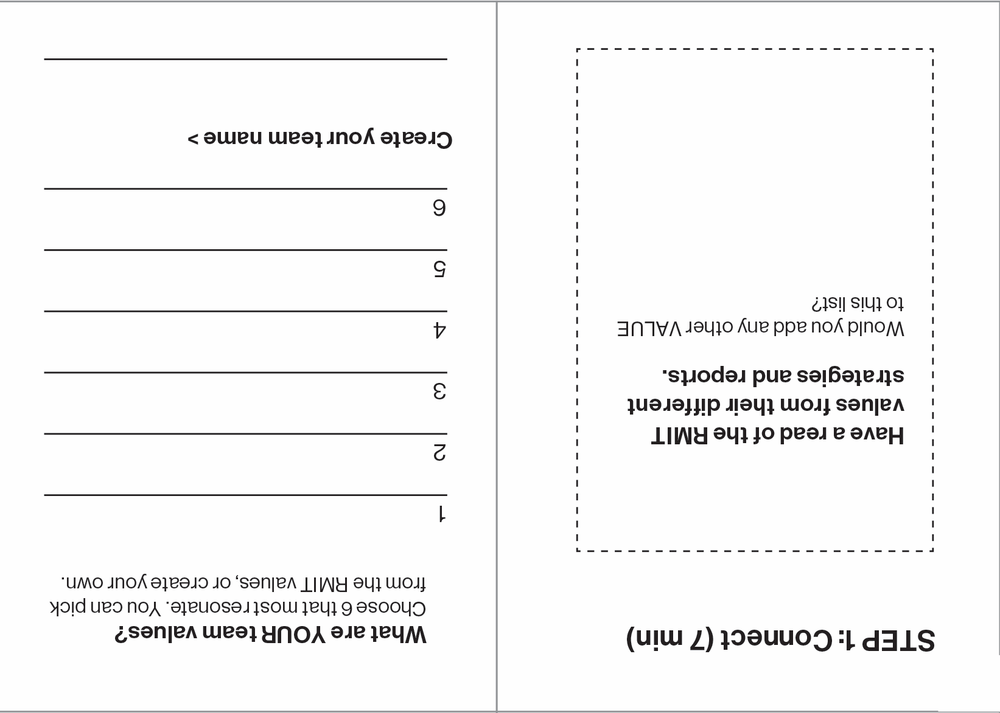 STEP 1: Connect (7 min)
Have a read of the RMIT
values from their different
strategies and reports.
Would you add any other VALUE
to this list?
What are YOUR team values?
Choose 6 that most resonate. You can pick
from the RMIT values, or create your own.
1
2
3
4
5
6
Create your team name >